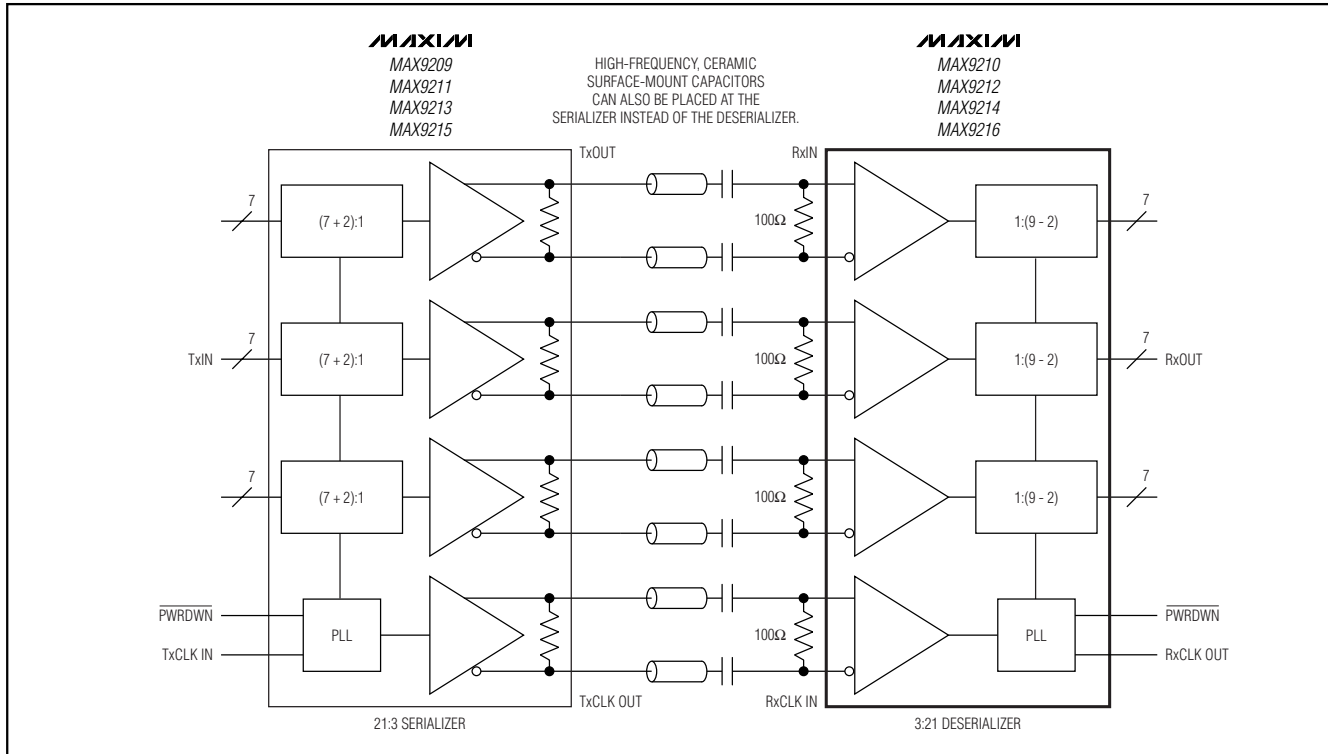 MAXIM
MAX9209
MAX9211
MAX9213
MAX9215
HIGH-FREQUENCY, CERAMIC
SURFACE-MOUNT CAPACITORS
CAN ALSO BE PLACED AT THE
SERIALIZER INSTEAD OF THE DESERIALIZER.
MAXIM
MAX9210
MAX9212
MAX9214
MAX9216
TxOUT
RxIN
7
(7 + 2):1
100Ω
1:(9 - 2)
7
TxIN
7
(7 + 2):1
100Ω
1:(9 - 2)
7
RxOUT
7
(7 + 2):1
100Ω
1:(9 - 2)
7
PWRDWN
TxCLK IN
PLL
100Ω
PLL
PWRDWN
RxCLK OUT
TxCLK OUT
RxCLK IN
21:3 SERIALIZER
3:21 DESERIALIZER